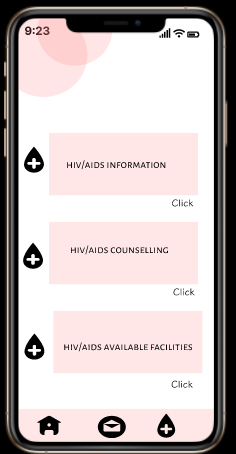 9:23
HIV/AIDS INFORMATION
Click
HIV/AIDS COUNSELLING
Click
HIV/AIDS AVAILABLE FACILITIES
Click